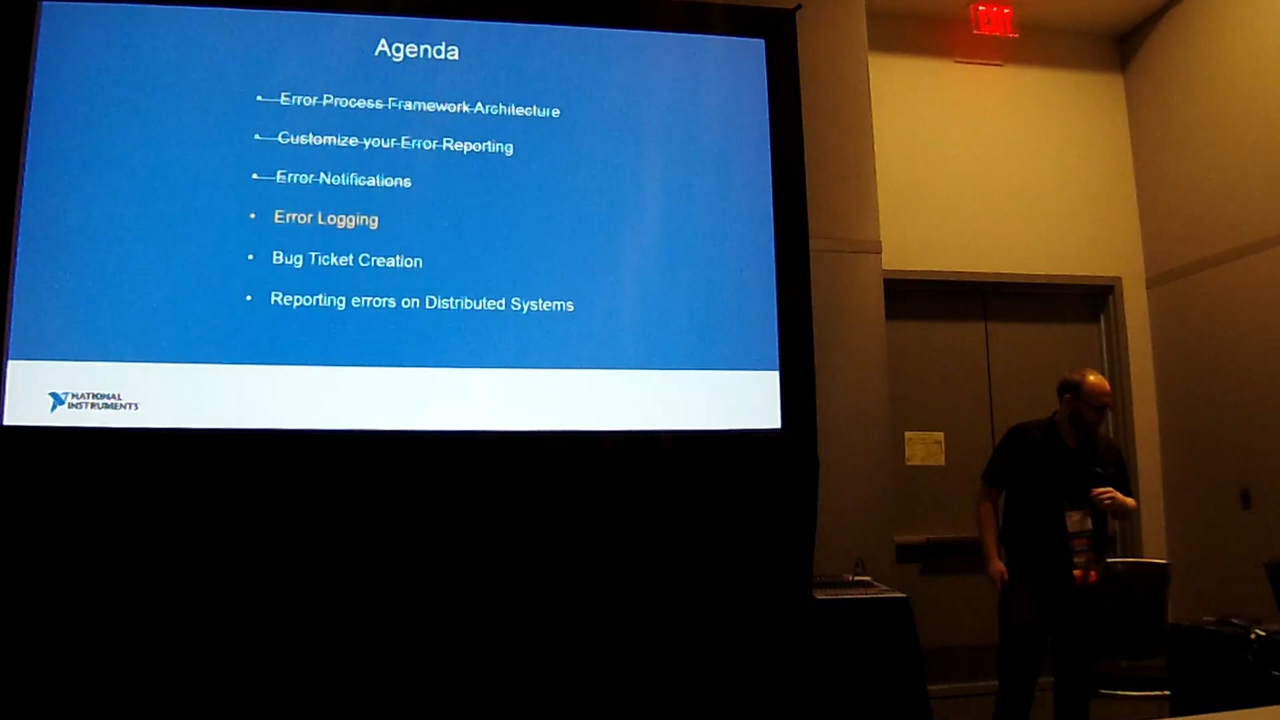 Agenda
• Error Process Framework Architecture
• Customize your Error Reporting
• Error Notifications
• Error Logging
• Bug Ticket Creation
• Reporting errors on Distributed Systems
NATIONAL
INSTRUMENTS
EXIT